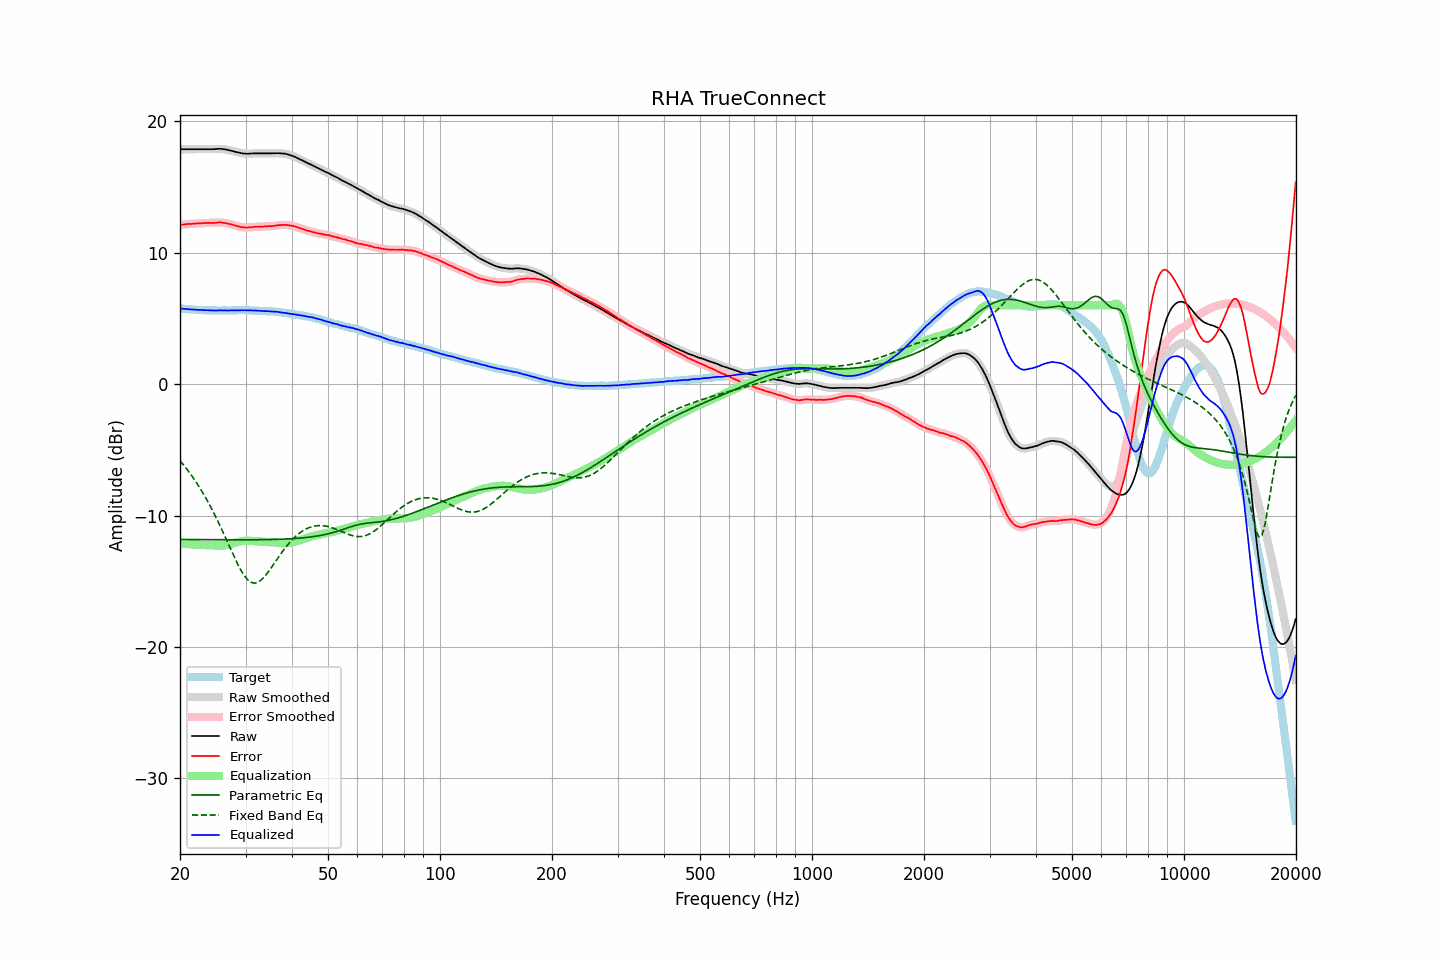 RHA TrueConnect
20
10
0
−10
−20
−30
Amplitude (dBr)
Target
Raw Smoothed
Error Smoothed
Raw
Error
Equalization
Parametric Eq
Fixed Band Eq
Equalized
20 50 100 200 500 1000 2000 5000 10000 20000
Frequency (Hz)